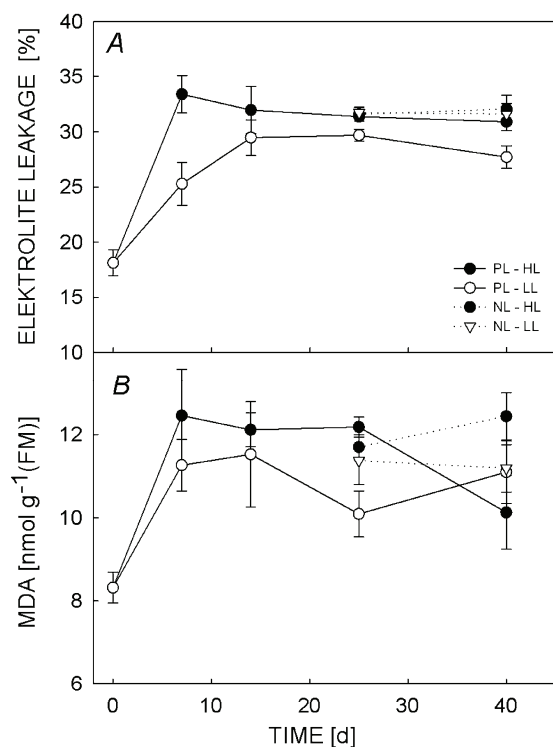 A
ELEKTROLITE LEAKAGE [%]
40
35
30
25
20
15
10
PL - HL
PL - LL
NL - HL
NL - LL
B
MDA [nmol g⁻¹ (FM)]
12
10
8
6
0
10
20
30
40
TIME [d]